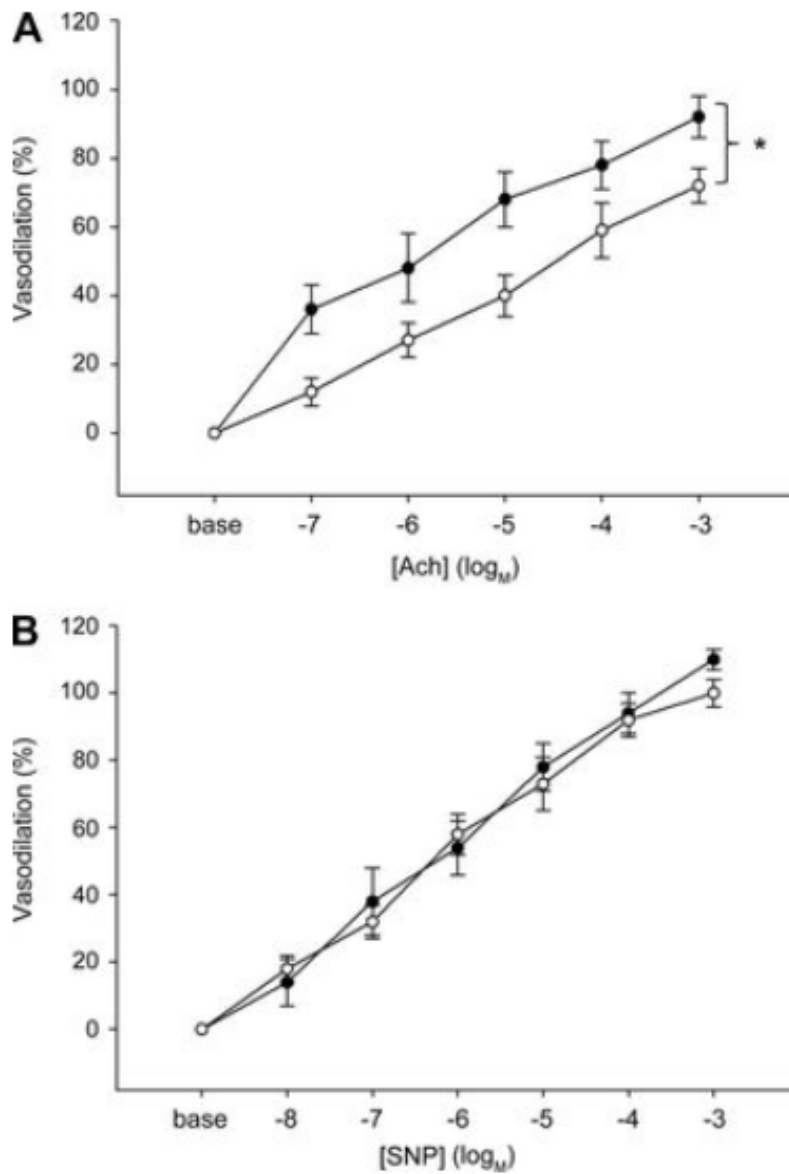 A
120
100
80
60
40
20
0
Vasodilation (%)
*
base -7 -6 -5 -4 -3
[Ach] (log_M)
B
120
100
80
60
40
20
0
Vasodilation (%)
base -8 -7 -6 -5 -4 -3
[SNP] (log_M)